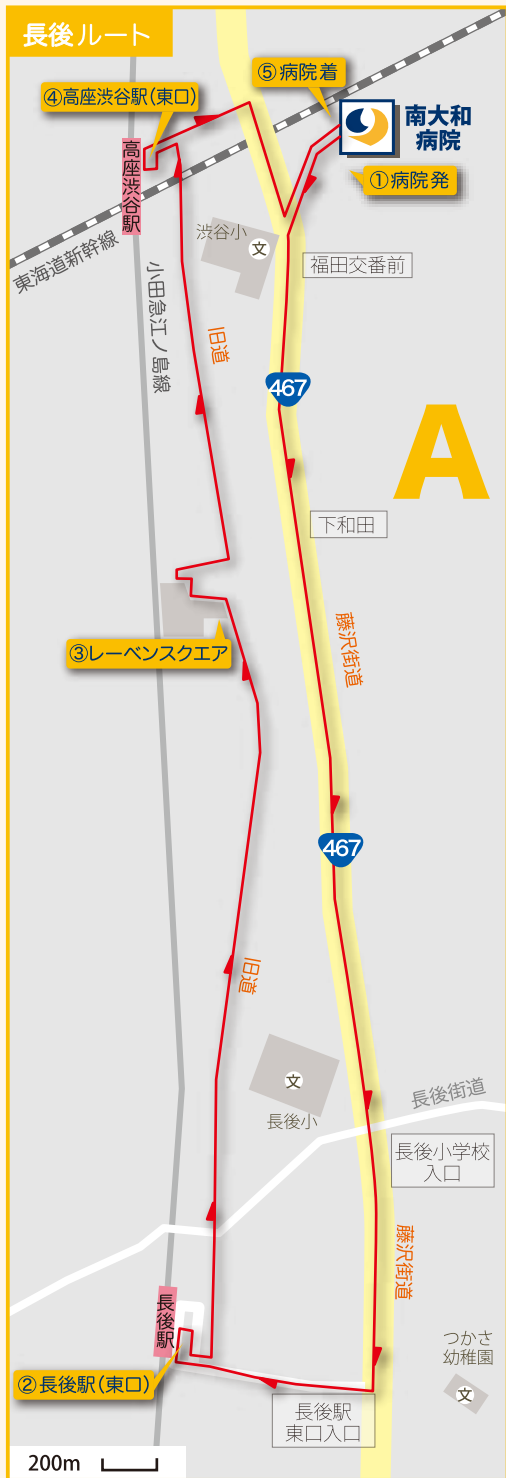 長後ルート
⑤病院着
④高座渋谷駅(東口)
南大和
病院
①病院発
高座渋谷駅
東海道新幹線
渋谷小
文
福田交番前
小田急江ノ島線
旧道
467
A
下和田
藤沢街道
③レーベンスクエア
467
旧道
文
長後小
長後街道
長後小学校
入口
藤沢街道
長後駅
つかさ
幼稚園
文
②長後駅(東口)
長後駅
東口入口
200m